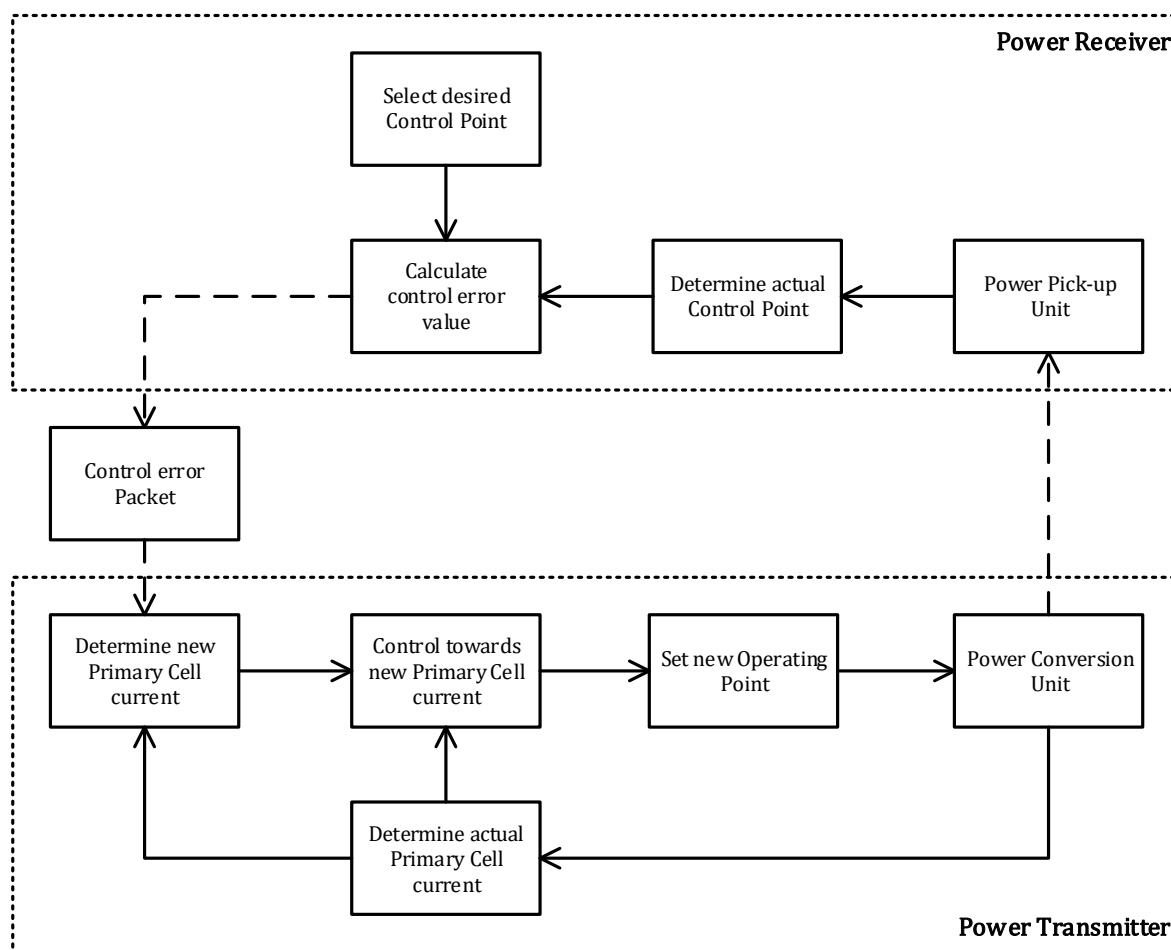 Power Receiver
Select desired
Control Point
Calculate
control error
value
Determine actual
Control Point
Power Pick-up
Unit
Control error
Packet
Determine new
Primary Cell
current
Control towards
new Primary Cell
current
Set new Operating
Point
Power Conversion
Unit
Determine actual
Primary Cell
current
Power Transmitter